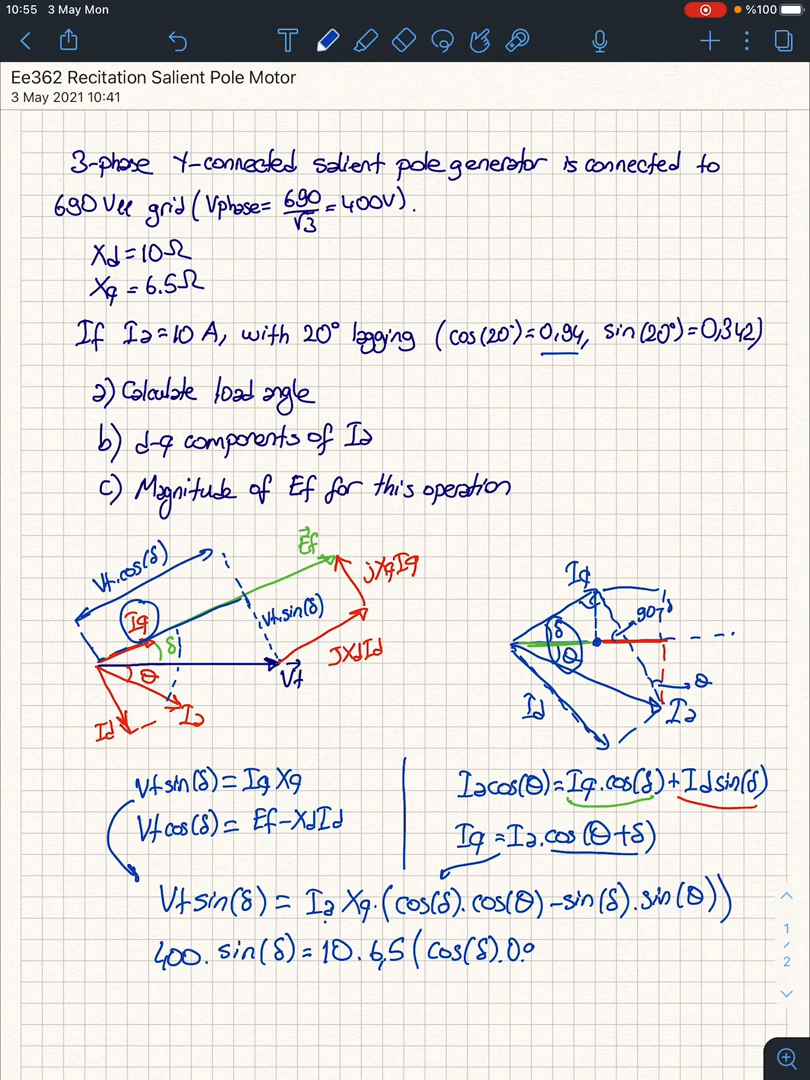 10:55 3 May Mon
%100
Ee362 Recitation Salient Pole Motor
3 May 2021 10:41
3-phase Y-connected salient pole generator is connected to
690 Vll grid (Vphase = 690/√3 = 400V).
Xd = 10Ω
Xq = 6.5Ω
If Ia = 10 A, with 20° lagging (cos(20°) = 0,94, sin(20°) = 0,342)
a) Calculate load angle
b) d-q components of Ia
c) Magnitude of Ef for this operation
Vt.cos(δ)
Ef
jXqIq
Iq
δ
Vt.sin(δ)
jXdId
Vt
θ
Ia
Id
Iq
90°
δ
δ
θ
θ
Ia
Id
Vt sin(δ) = Iq Xq
Vt cos(δ) = Ef - XdId
Ia cos(θ) = Iq.cos(δ) + Id sin(δ)
Iq = Ia.cos(θ+δ)
Vt sin(δ) = Ia Xq.(cos(δ).cos(θ) - sin(δ).sin(θ))
400. sin(δ) = 10. 6,5 (cos(δ).0.9
1
/
2